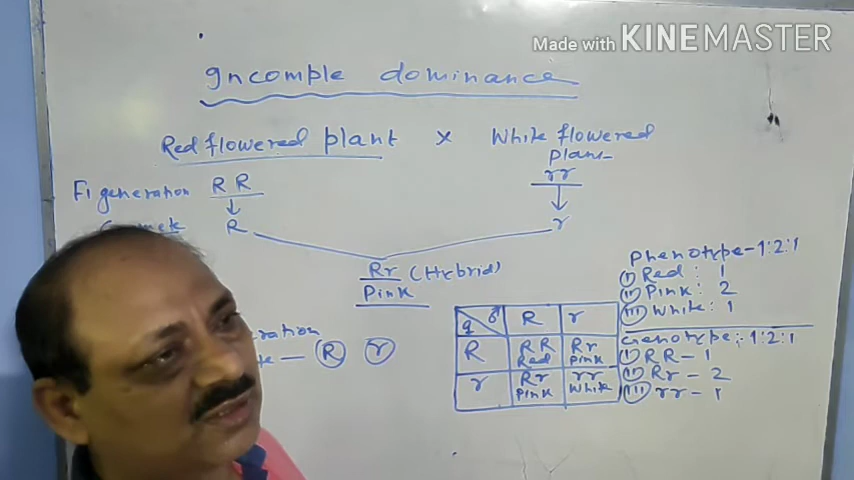 Made with KINEMASTER
Incomple dominance
Red flowered plant x White flowered
plant
F1 generation RR rr
R r
Rr (Hybrid)
Pink
R r
♀ ♂ R r
R RR Red Rr Pink
r Rr Pink rr White
Phenotype-1:2:1
(i) Red: 1
(ii) Pink: 2
(iii) White: 1
Genotype:-1:2:1
(i) RR-1
(ii) Rr-2
(iii) rr-1